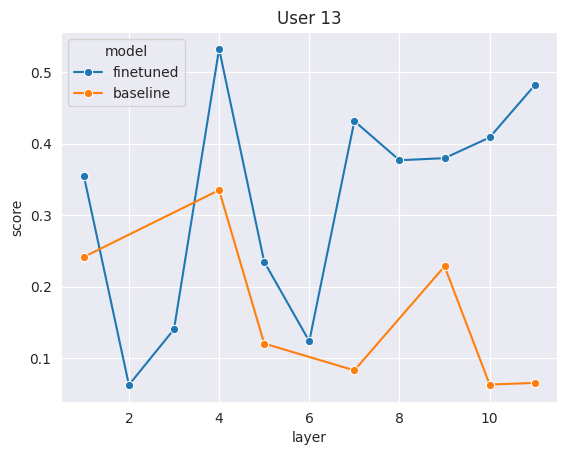 User 13
model
finetuned
baseline
0.5
0.4
0.3
0.2
0.1
score
2 4 6 8 10
layer